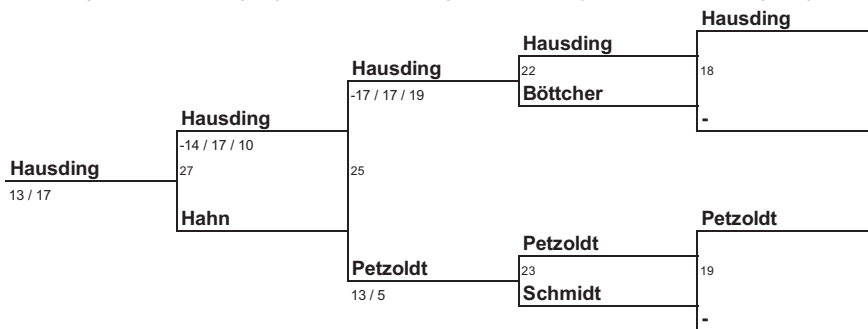 Hausding
Hausding
22
18
Hausding
Böttcher
-17 / 17 / 19
Hausding
-
-14 / 17 / 10
Hausding
27
25
13 / 17
Hahn
Petzoldt
Petzoldt
Petzoldt
23
19
13 / 5
Schmidt
-